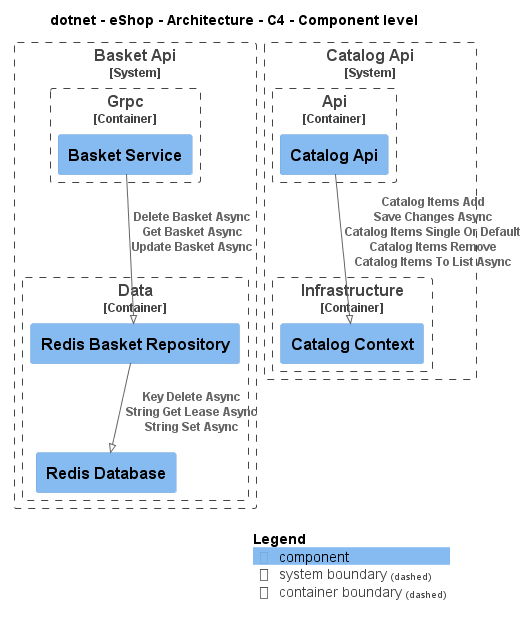 dotnet - eShop - Architecture - C4 - Component level
Basket Api
[System]
Grpc
[Container]
Basket Service
Delete Basket Async
Get Basket Async
Update Basket Async
Data
[Container]
Redis Basket Repository
Key Delete Async
String Get Lease Async
String Set Async
Redis Database
Catalog Api
[System]
Api
[Container]
Catalog Api
Catalog Items Add
Save Changes Async
Catalog Items Single Or Default
Catalog Items Remove
Catalog Items To List Async
Infrastructure
[Container]
Catalog Context
Legend
component
system boundary (dashed)
container boundary (dashed)